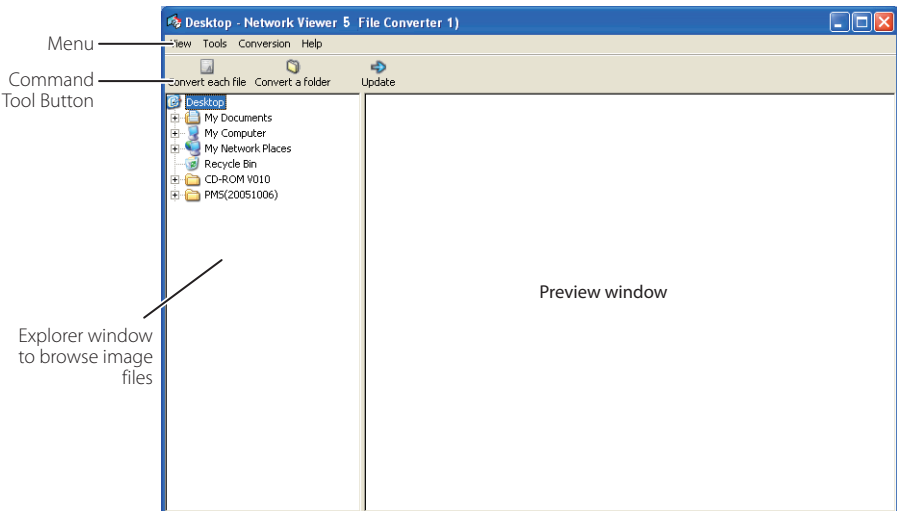 Desktop - Network Viewer 5 File Converter 1)
Menu
View Tools Conversion Help
Command
Tool Button
Convert each file Convert a folder Update
Desktop
My Documents
My Computer
My Network Places
Recycle Bin
CD-ROM V010
PMS(20051006)
Preview window
Explorer window
to browse image
files